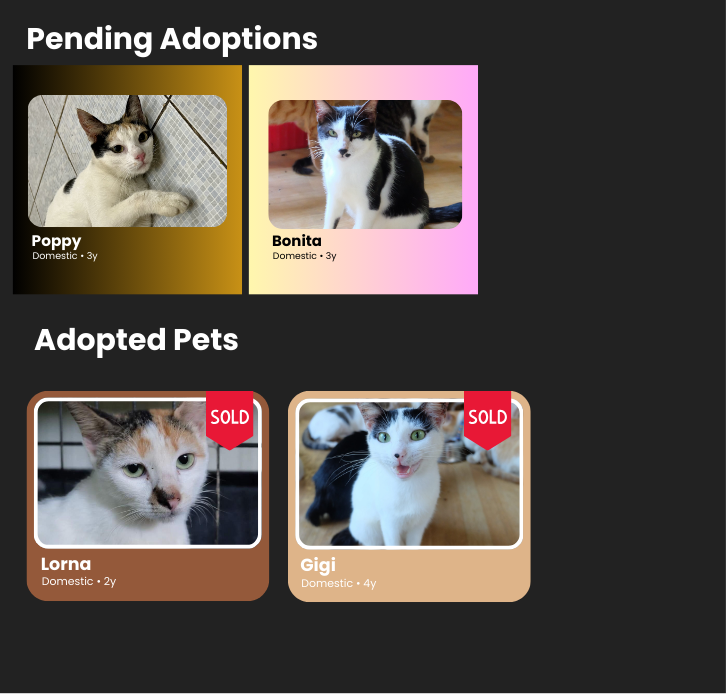 Pending Adoptions
Poppy
Domestic • 3y
Bonita
Domestic • 3y
Adopted Pets
SOLD
SOLD
Lorna
Domestic • 2y
Gigi
Domestic • 4y